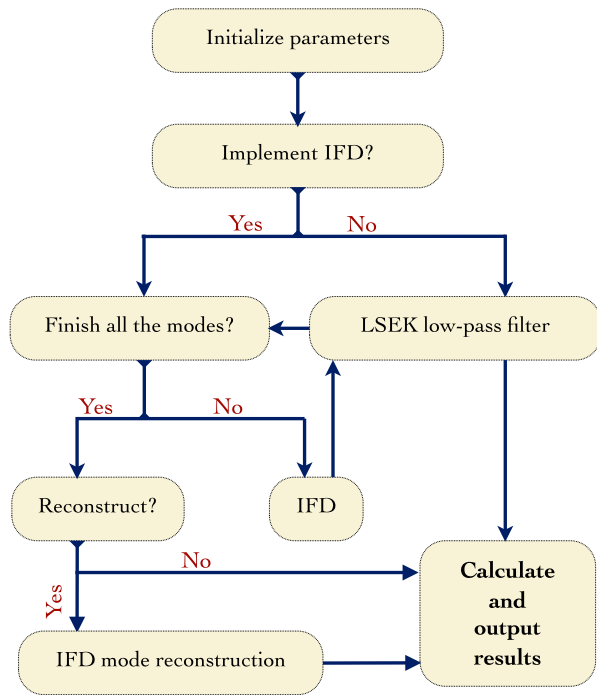 Initialize parameters
Implement IFD?
Yes
No
Finish all the modes?
LSEK low-pass filter
Yes
No
Reconstruct?
IFD
No
Calculate
and
output
results
Yes
IFD mode reconstruction